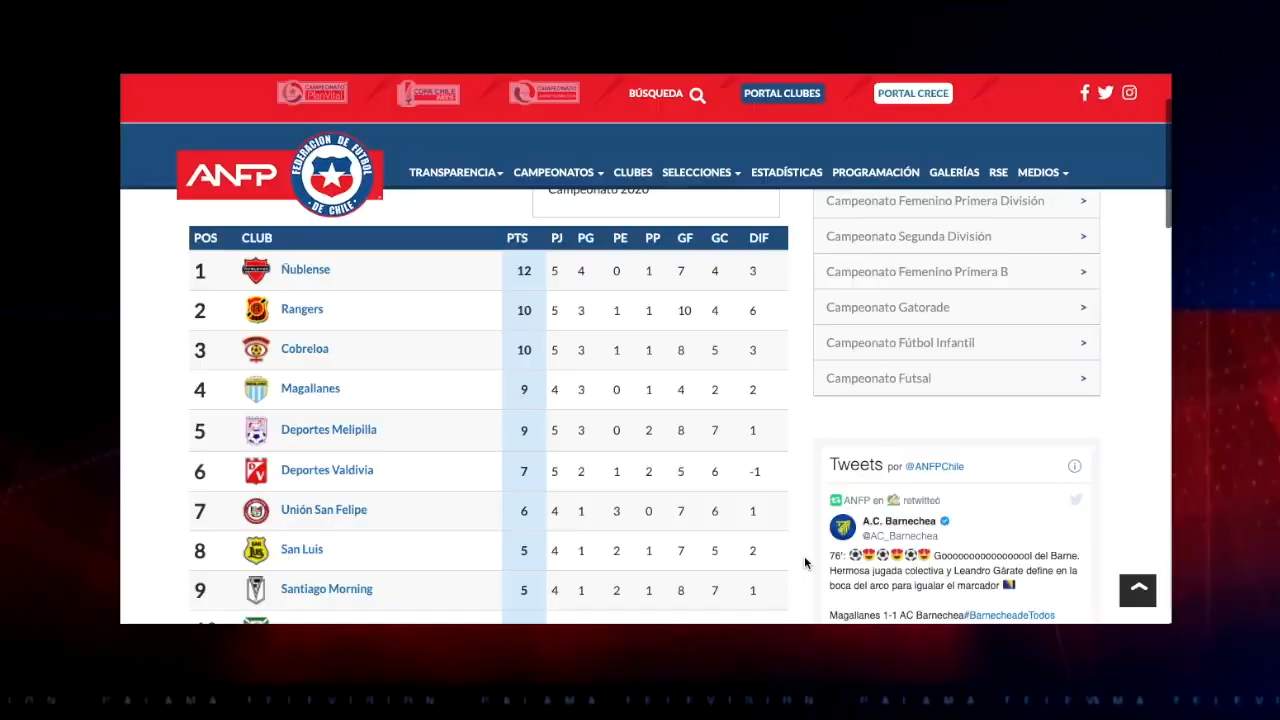 CAMPEONATO PlanVital
COPA CHILE
CAMPEONATO
BÚSQUEDA
PORTAL CLUBES
PORTAL CRECE
ANFP
FEDERACION DE FUTBOL DE CHILE
TRANSPARENCIA
CAMPEONATOS
CLUBES
SELECCIONES
ESTADÍSTICAS
PROGRAMACIÓN
GALERÍAS
RSE
MEDIOS
Campeonato 2020
POS CLUB PTS PJ PG PE PP GF GC DIF
1 Ñublense 12 5 4 0 1 7 4 3
2 Rangers 10 5 3 1 1 10 4 6
3 Cobreloa 10 5 3 1 1 8 5 3
4 Magallanes 9 4 3 0 1 4 2 2
5 Deportes Melipilla 9 5 3 0 2 8 7 1
6 Deportes Valdivia 7 5 2 1 2 5 6 -1
7 Unión San Felipe 6 4 1 3 0 7 6 1
8 San Luis 5 4 1 2 1 7 5 2
9 Santiago Morning 5 4 1 2 1 8 7 1
Campeonato Femenino Primera División >
Campeonato Segunda División >
Campeonato Femenino Primera B >
Campeonato Gatorade >
Campeonato Fútbol Infantil >
Campeonato Futsal >
Tweets por @ANFPChile
ANFP en retwitteó
A.C. Barnechea
@AC_Barnechea
76': Gooooooooooooooool del Barne.
Hermosa jugada colectiva y Leandro Gárate define en la
boca del arco para igualar el marcador
Magallanes 1-1 AC Barnechea#BarnecheadeTodos